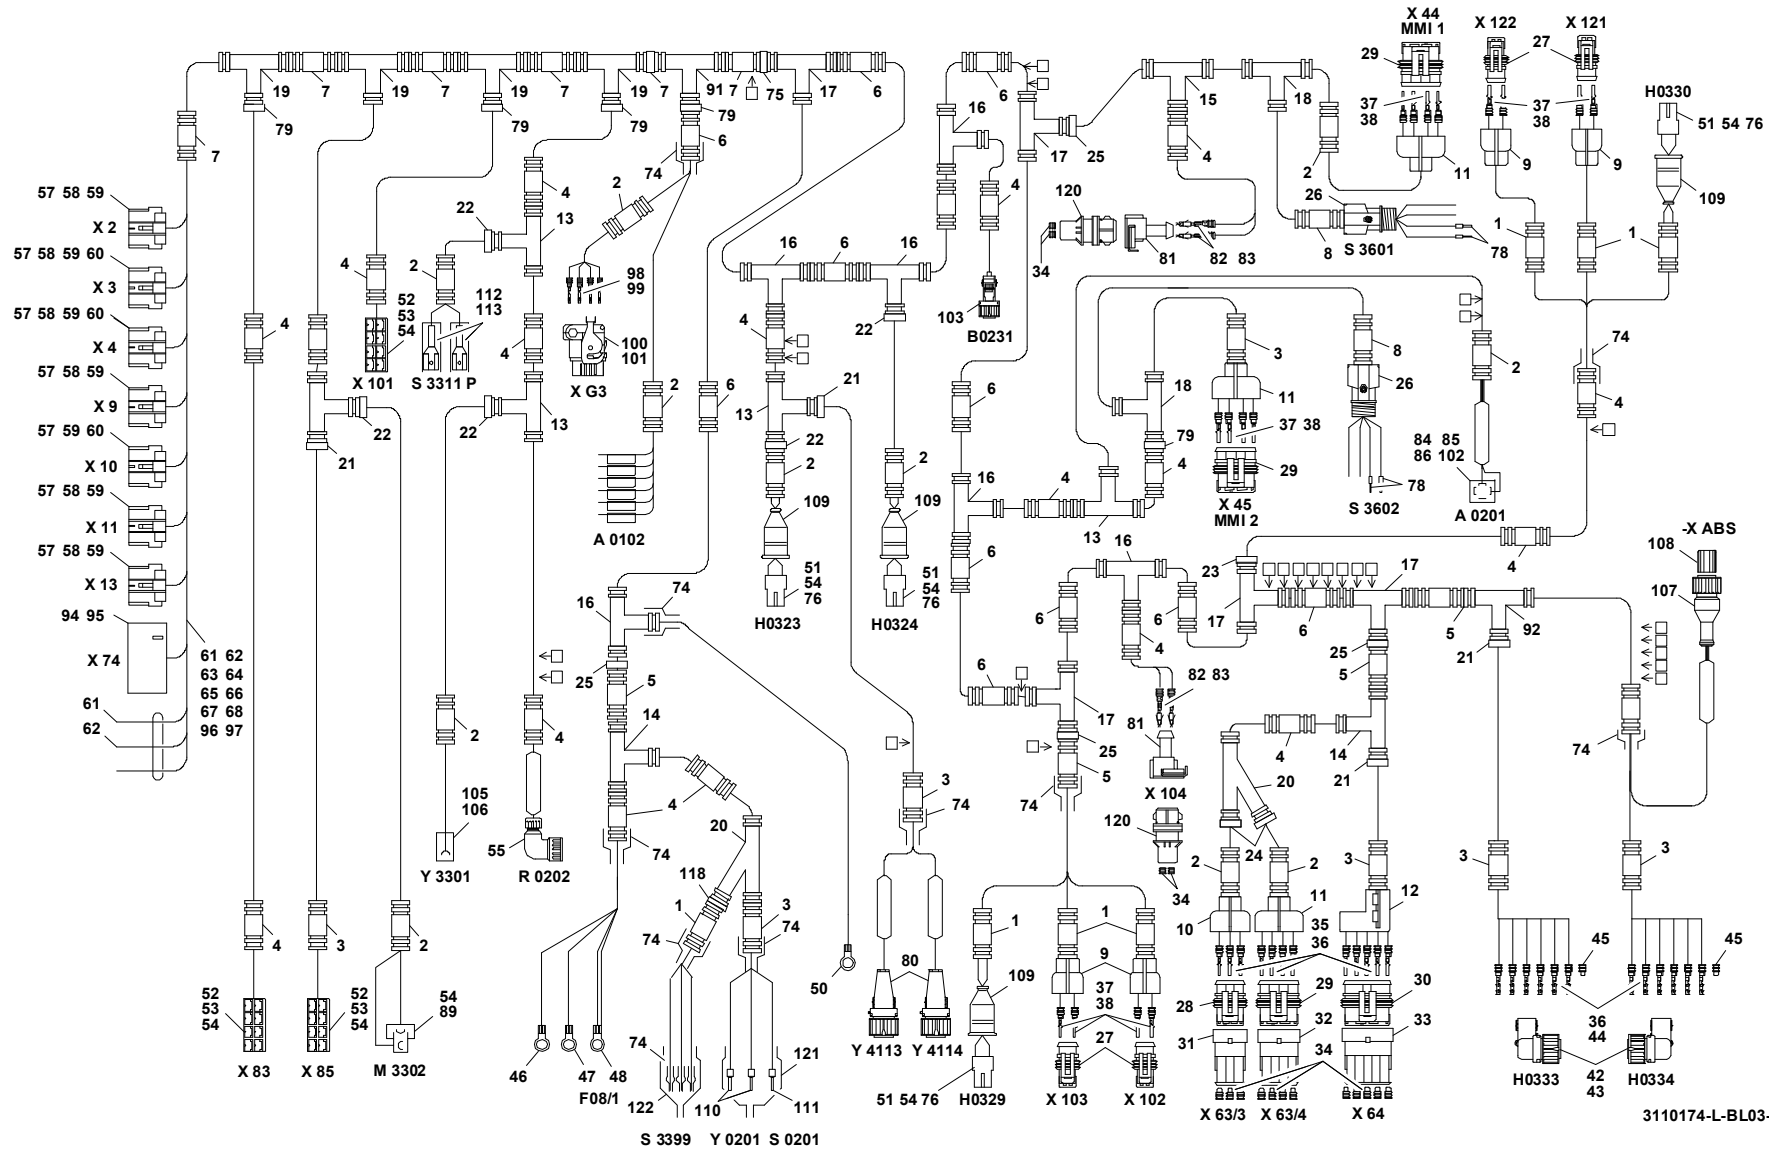 X 44
MMI 1
X 122
X 121
29
27
H0330
19 7 19 7 19 7 19 7 91 7 75 17 6
6 16 15 18
37
38
37
38
51 54 76
79 79 79 79
6
17 25 4 2 11 9 9
7
74
57 58 59
X 2
57 58 59 60
X 3
57 58 59 60
X 4
57 58 59
X 9
57 59 60
X 10
57 58 59
X 11
57 58 59
X 13
94 95
X 74
61
62
61 62
63 64
65 66
67 68
96 97
4 22 13 2 4
120
34
81
82 83
26
8
S 3601
78
109
1 1
4
2
112
113
52
53
54
X 101
S 3311 P
98
99
100
101
X G3
16 6 16
22
103
B0231
4
4
4
3
8
26
2
74
4
22
21
22
13
2
6
13
21
22
2
2
6
18
11
37 38
79
4
29
X 45
MMI 2
78
S 3602
84 85
86 102
A 0201
A 0102
109
109
51
54
76
51
54
76
H0323
H0324
16
4
13
6
16
23
4
-X ABS
108
107
16
74
6
4
6
17
6
17
5
92
21
25
5
25
5
14
4
2
4
6
17
25
5
74
82 83
81
X 104
120
34
4
14
21
20
24
74
105
106
Y 3301
55
R 0202
4
20
74
118
1
3
74
74
3
74
50
80
Y 4113
Y 4114
1
109
51 54 76
H0329
1
9
37
38
27
X 103
X 102
2
2
3
12
10
11
35
36
28
29
30
31
32
33
34
X 63/3
X 63/4
X 64
3
3
45
45
36
44
H0333
42
43
H0334
4
3
2
52
53
54
X 83
52
53
54
X 85
54
89
M 3302
46
47
48
F08/1
74
122
110
111
121
S 3399
Y 0201
S 0201
3110174-L-BL03-